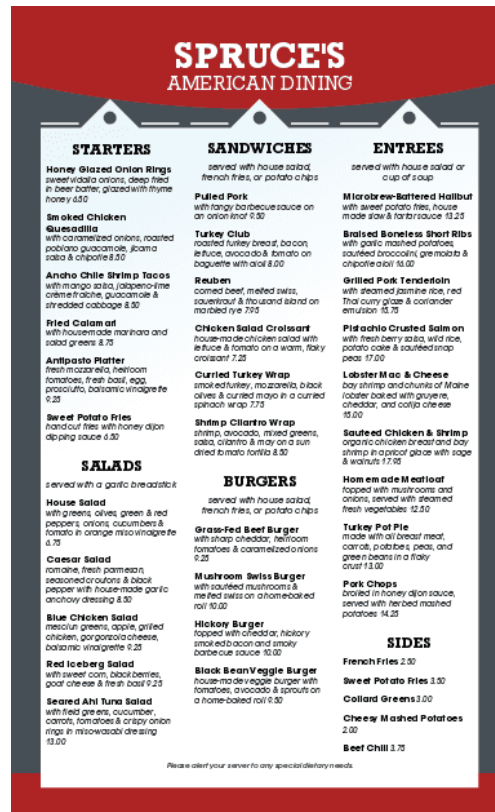 SPRUCE'S
AMERICAN DINING
STARTERS
Honey Glazed Onion Rings
sweet vidalia onions, deep fried
in beer batter, glazed with thyme
honey 6.50
Smoked Chicken
Quesadilla
with caramelized onions, roasted
poblano guacamole, jicama
salsa & chipotle 8.50
Ancho Chile Shrimp Tacos
with mango salsa, jalapeno-lime
crème fraîche, guacamole &
shredded cabbage 8.50
Fried Calamari
with house-made marinara and
salad greens 8.75
Antipasto Platter
fresh mozzarella, heirloom
tomatoes, fresh basil, egg,
prosciutto, balsamic vinaigrette
9.25
Sweet Potato Fries
hand cut fries with honey dijon
dipping sauce 6.50
SALADS
served with a garlic breadstick
House Salad
with greens, olives, green & red
peppers, onions, cucumbers &
tomato in orange miso vinaigrette
6.75
Caesar Salad
romaine, fresh parmesan,
seasoned croutons & black
pepper with house-made garlic
anchovy dressing 8.50
Blue Chicken Salad
mesclun greens, apple, grilled
chicken, gorgonzola cheese,
balsamic vinaigrette 9.25
Red Iceberg Salad
with sweet corn, blackberries,
goat cheese & fresh basil 9.25
Seared Ahi Tuna Salad
with field greens, cucumber,
carrots, tomatoes & crispy onion
rings in miso-wasabi dressing
13.00
SANDWICHES
served with house salad,
french fries, or potato chips
Pulled Pork
with tangy barbecue sauce on
an onion knot 9.50
Turkey Club
roasted turkey breast, bacon,
lettuce, avocado & tomato on
baguette with aioli 8.00
Reuben
corned beef, melted swiss,
sauerkraut & thousand island on
marbled rye 7.95
Chicken Salad Croissant
house-made chicken salad with
lettuce & tomato on a warm, flaky
croissant 7.25
Curried Turkey Wrap
smoked turkey, mozzarella, black
olives & curried mayo in a curried
spinach wrap 7.75
Shrimp Cilantro Wrap
shrimp, avocado, mixed greens,
salsa, cilantro & may on a sun
dried tomato tortilla 8.50
BURGERS
served with house salad,
french fries, or potato chips
Grass-Fed Beef Burger
with sharp cheddar, heirloom
tomatoes & caramelized onions
9.25
Mushroom Swiss Burger
with sautéed mushrooms &
melted swiss on a home-baked
roll 10.00
Hickory Burger
topped with cheddar, hickory
smoked bacon and smoky
barbecue sauce 10.00
Black Bean Veggie Burger
house-made veggie burger with
tomatoes, avocado & sprouts on
a home-baked roll 9.50
ENTREES
served with house salad or
cup of soup
Microbrew-Battered Halibut
with sweet potato fries, house
made slaw & tartar sauce 13.25
Braised Boneless Short Ribs
with garlic mashed potatoes,
sautéed broccolini, gremolata &
chipotle aioli 16.00
Grilled Pork Tenderloin
with steamed jasmine rice, red
Thai curry glaze & coriander
emulsion 15.75
Pistachio Crusted Salmon
with fresh berry salsa, wild rice,
potato cake & sautéed snap
peas 17.00
Lobster Mac & Cheese
bay shrimp and chunks of Maine
lobster baked with gruyere,
cheddar, and cotija cheese
15.00
Sauteed Chicken & Shrimp
organic chicken breast and bay
shrimp in apricot glace with sage
& walnuts 17.95
Homemade Meatloaf
topped with mushrooms and
onions, served with steamed
fresh vegetables 12.50
Turkey Pot Pie
made with all breast meat,
carrots, potatoes, peas, and
green beans in a flaky
crust 13.00
Pork Chops
broiled in honey dijon sauce,
served with herbed mashed
potatoes 14.25
SIDES
French Fries 2.50
Sweet Potato Fries 3.50
Collard Greens 3.00
Cheesy Mashed Potatoes
2.00
Beef Chili 3.75
Please alert your server to any special dietary needs.